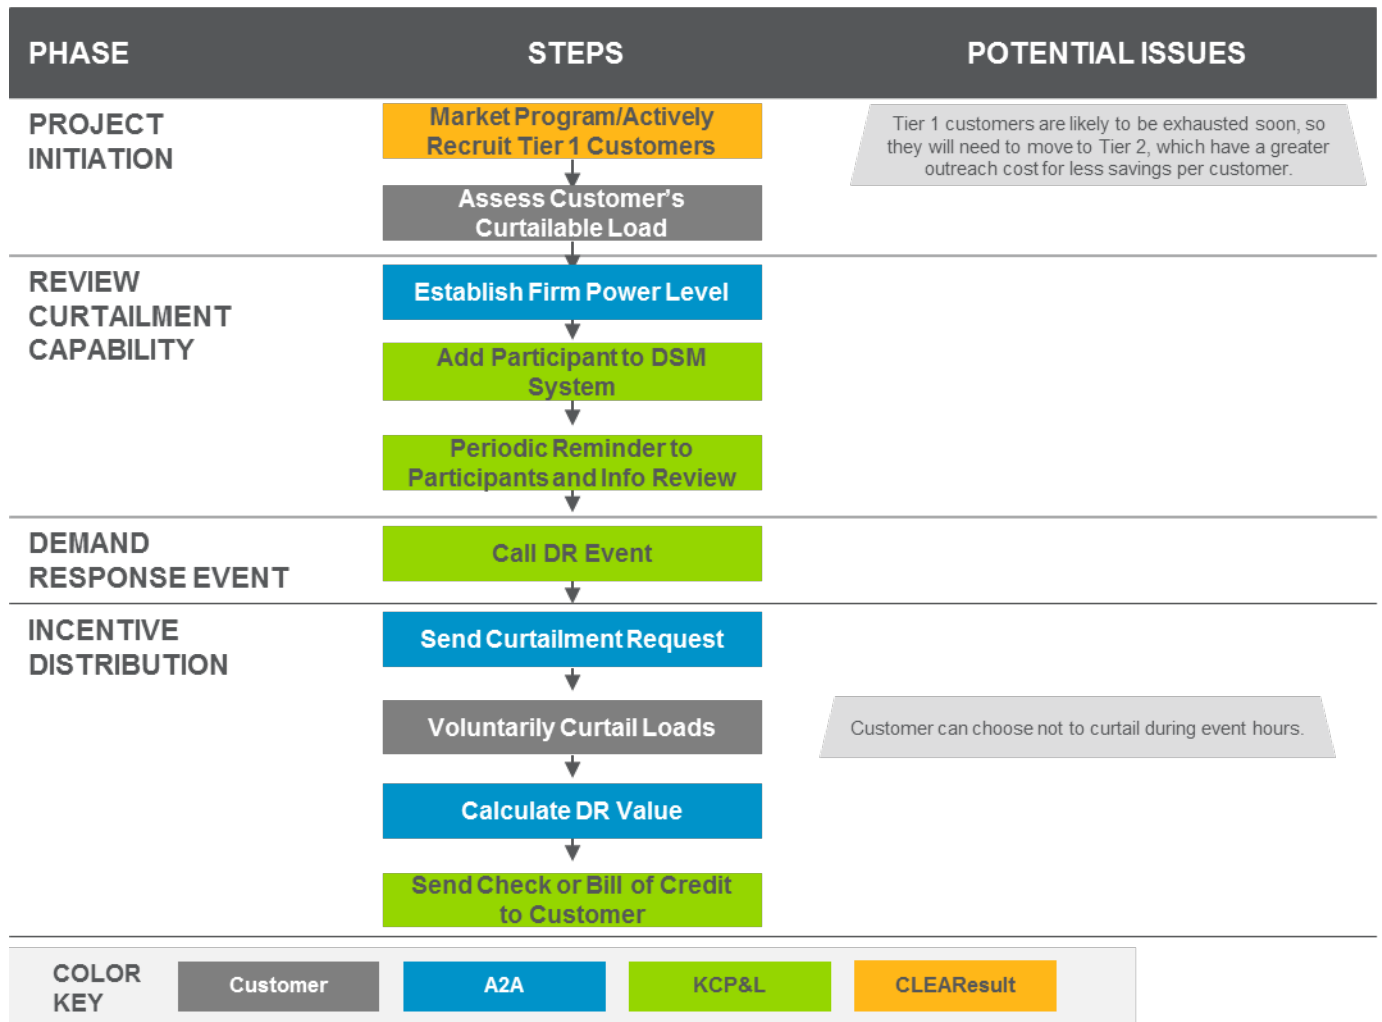 PHASE
STEPS
POTENTIAL ISSUES
PROJECT
INITIATION
Market Program/Actively
Recruit Tier 1 Customers
Tier 1 customers are likely to be exhausted soon, so
they will need to move to Tier 2, which have a greater
outreach cost for less savings per customer.
Assess Customer's
Curtailable Load
REVIEW
CURTAILMENT
CAPABILITY
Establish Firm Power Level
Add Participant to DSM
System
Periodic Reminder to
Participants and Info Review
DEMAND
RESPONSE EVENT
Call DR Event
INCENTIVE
DISTRIBUTION
Send Curtailment Request
Voluntarily Curtail Loads
Customer can choose not to curtail during event hours.
Calculate DR Value
Send Check or Bill of Credit
to Customer
COLOR
KEY
Customer
A2A
KCP&L
CLEAResult